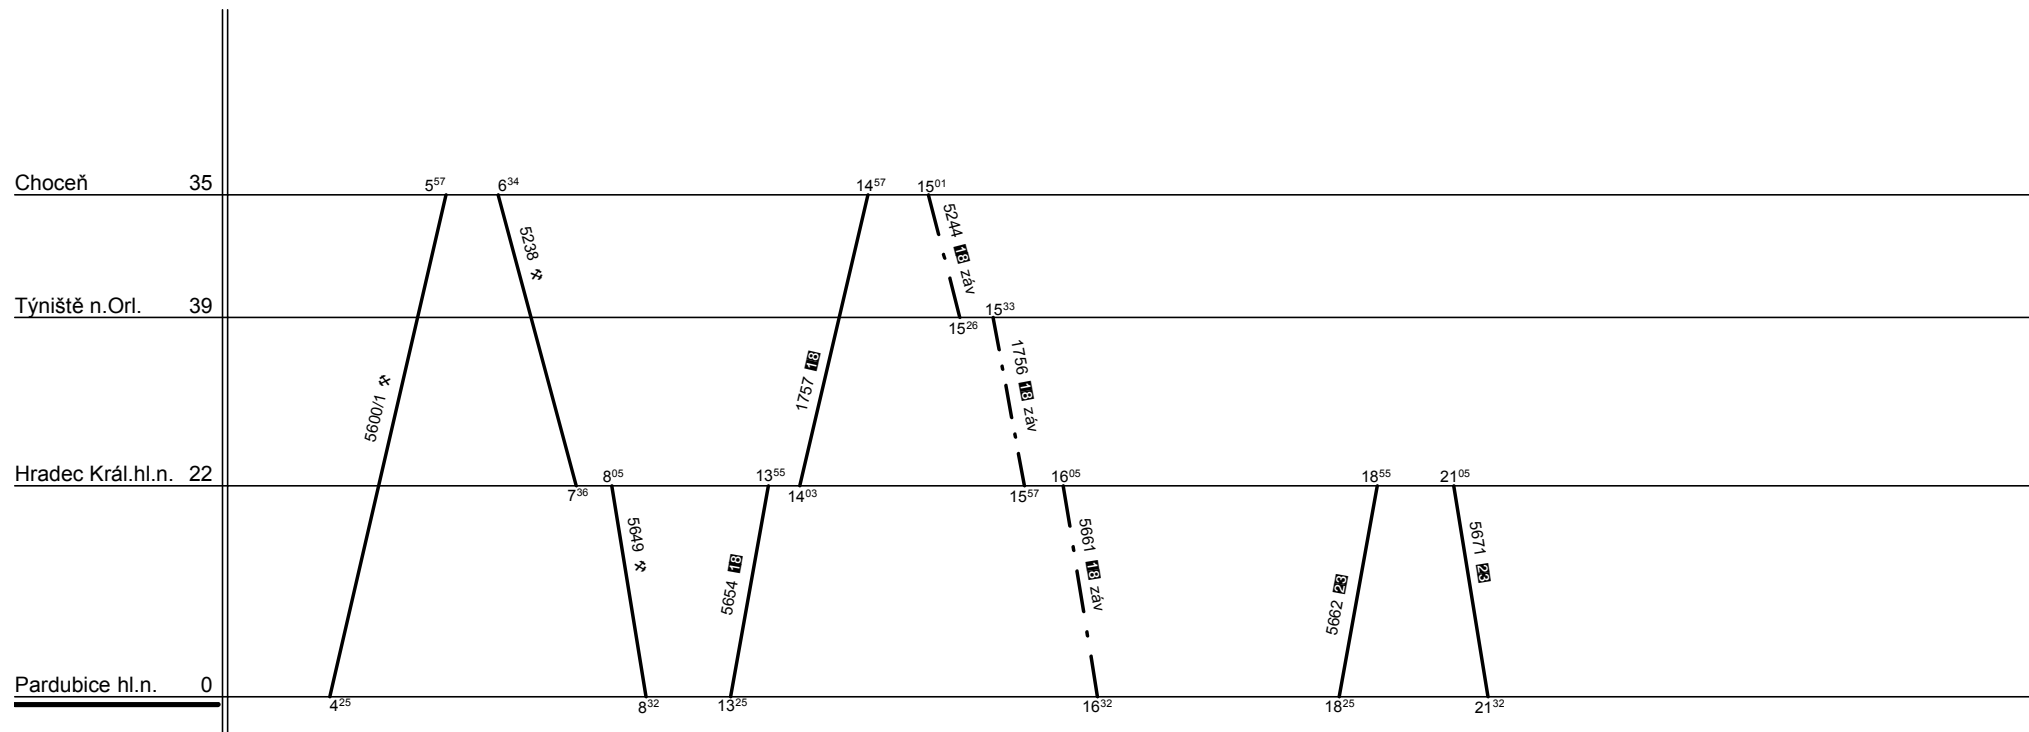 Choceň 35 5⁵⁷ 6³⁴ 14⁵⁷ 15⁰¹
5238 ⚒
5244 18 záv
Týniště n.Orl. 39 15³³
15²⁶
5600/1 ⚒
1757 18
1756 18 záv
Hradec Král.hl.n. 22 8⁰⁵ 13⁵⁵ 16⁰⁵ 18⁵⁵ 21⁰⁵
7³⁶ 14⁰³ 15⁵⁷
5649 ⚒
5654 18
5661 18 záv
5662 23
5671 23
Pardubice hl.n. 0
4²⁵ 8³² 13²⁵ 16³² 18²⁵ 21³²